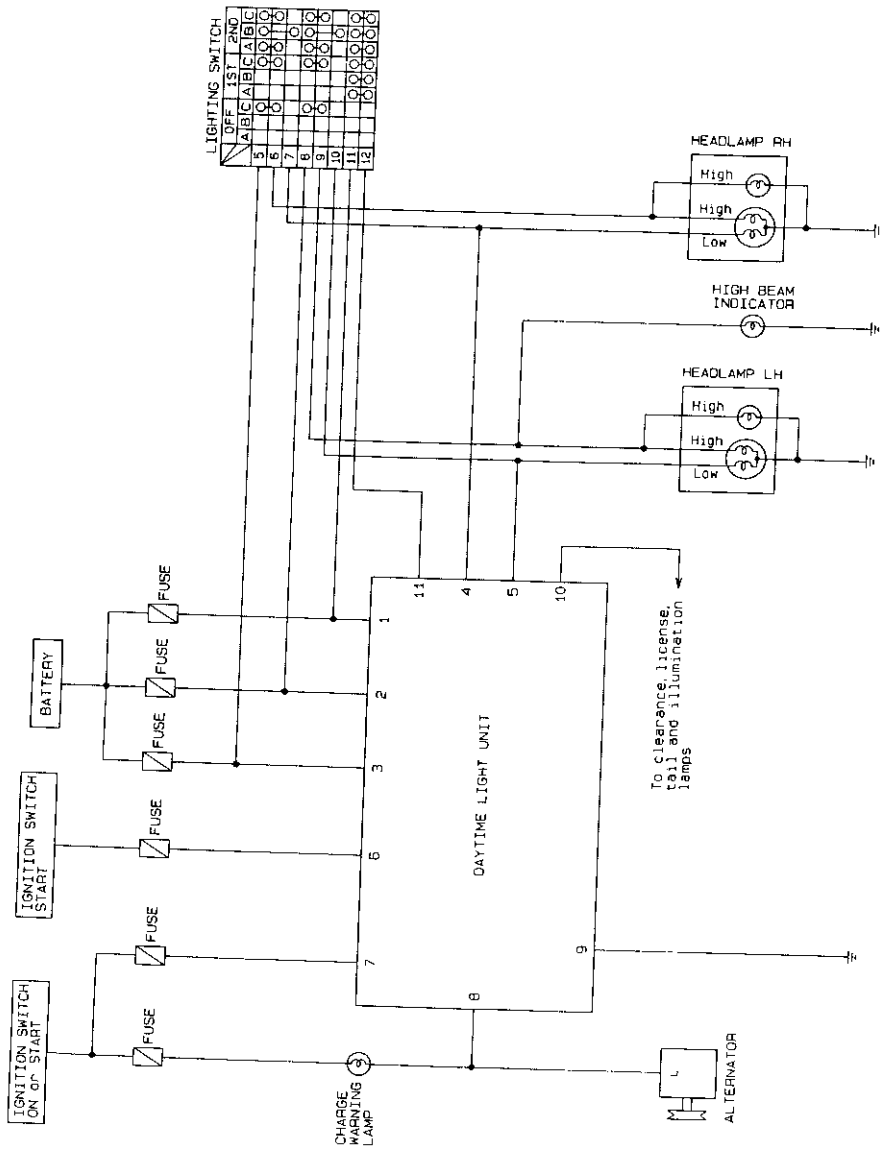 LIGHTING SWITCH
OFF 1ST 2ND
A B C A B C A B C
5
6
7
8
9
10
11
12
BATTERY
FUSE
FUSE
FUSE
IGNITION SWITCH
START
FUSE
IGNITION SWITCH
ON or START
FUSE
FUSE
CHARGE
WARNING
LAMP
DAYTIME LIGHT UNIT
1
2
3
6
7
8
9
11
4
5
10
To clearance, license,
tail and illumination
lamps
L
ALTERNATOR
HEADLAMP RH
High
High
Low
HIGH BEAM
INDICATOR
HEADLAMP LH
High
High
Low